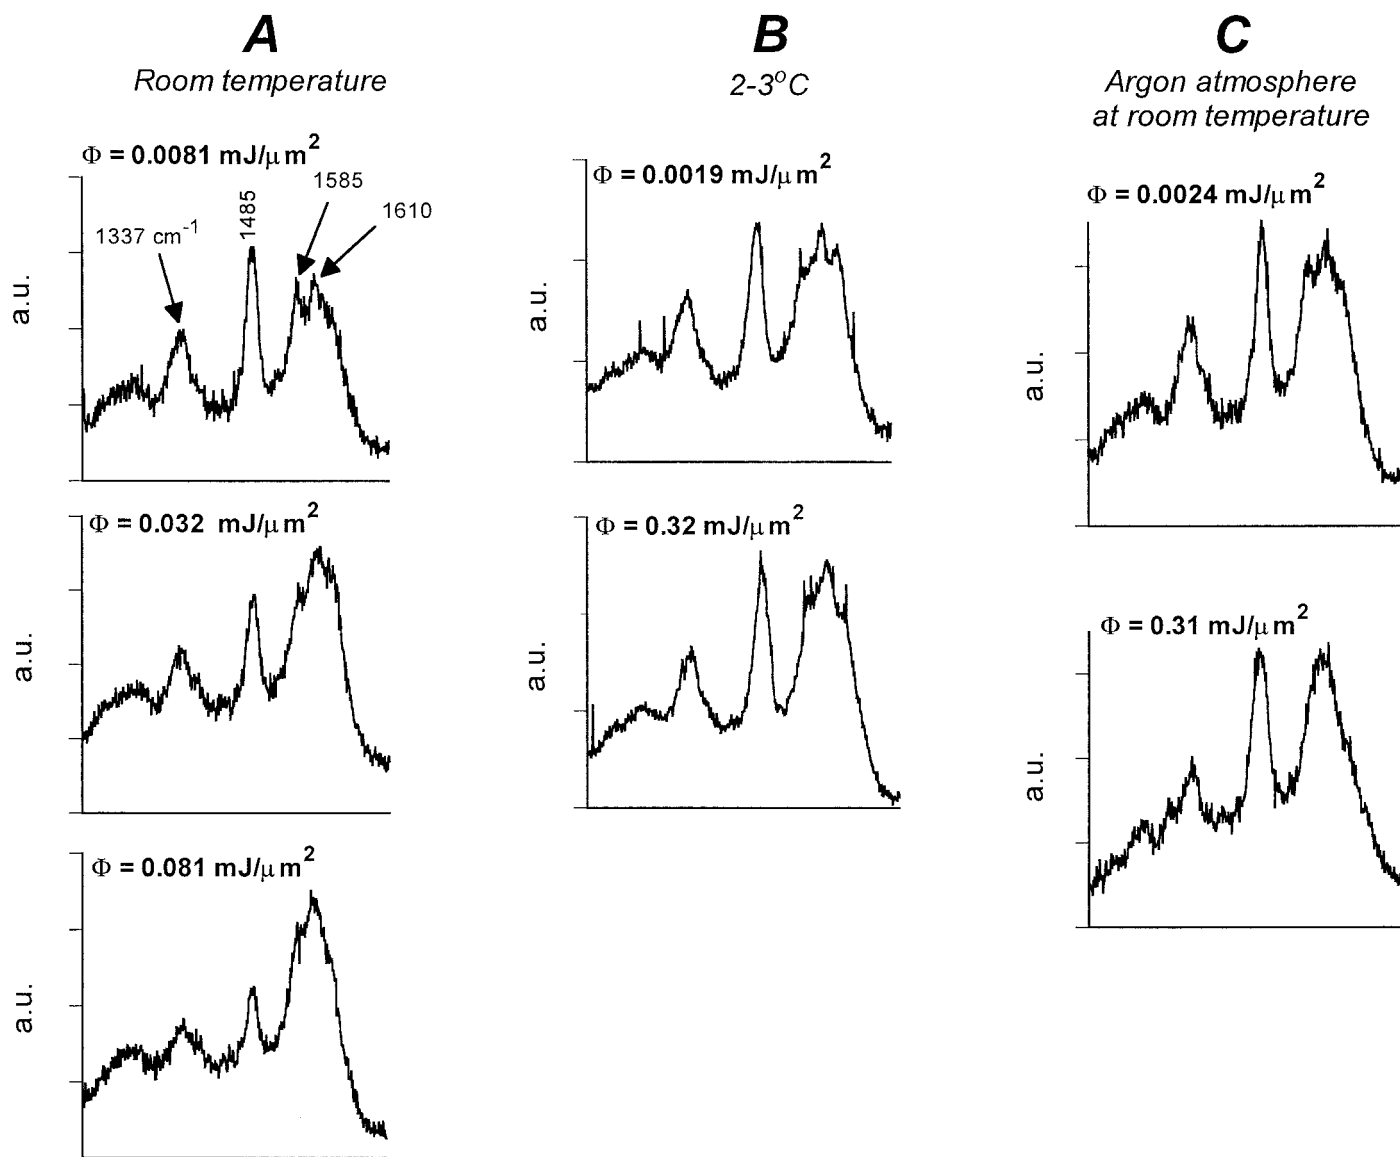 A
Room temperature
Φ = 0.0081 mJ/μm²
1337 cm⁻¹
1485
1585
1610
a.u.
Φ = 0.032 mJ/μm²
a.u.
Φ = 0.081 mJ/μm²
a.u.
B
2-3°C
Φ = 0.0019 mJ/μm²
a.u.
Φ = 0.32 mJ/μm²
a.u.
C
Argon atmosphere
at room temperature
Φ = 0.0024 mJ/μm²
a.u.
Φ = 0.31 mJ/μm²
a.u.